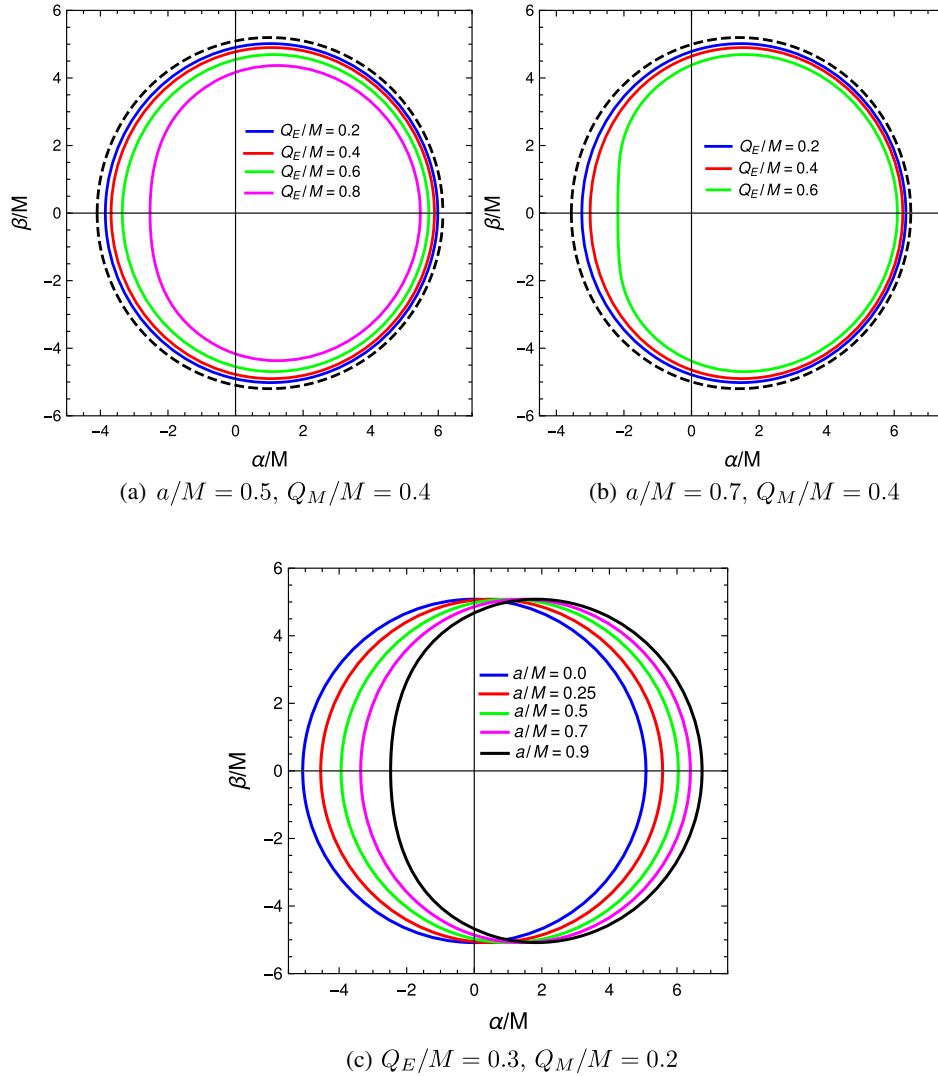 6
4
2
0
−2
−4
−6
β/M
−4 −2 0 2 4 6
α/M
Q_E/M = 0.2
Q_E/M = 0.4
Q_E/M = 0.6
Q_E/M = 0.8
(a) a/M = 0.5, Q_M/M = 0.4
6
4
2
0
−2
−4
−6
β/M
−4 −2 0 2 4 6
α/M
Q_E/M = 0.2
Q_E/M = 0.4
Q_E/M = 0.6
(b) a/M = 0.7, Q_M/M = 0.4
6
4
2
0
−2
−4
−6
β/M
−4 −2 0 2 4 6
α/M
a/M = 0.0
a/M = 0.25
a/M = 0.5
a/M = 0.7
a/M = 0.9
(c) Q_E/M = 0.3, Q_M/M = 0.2